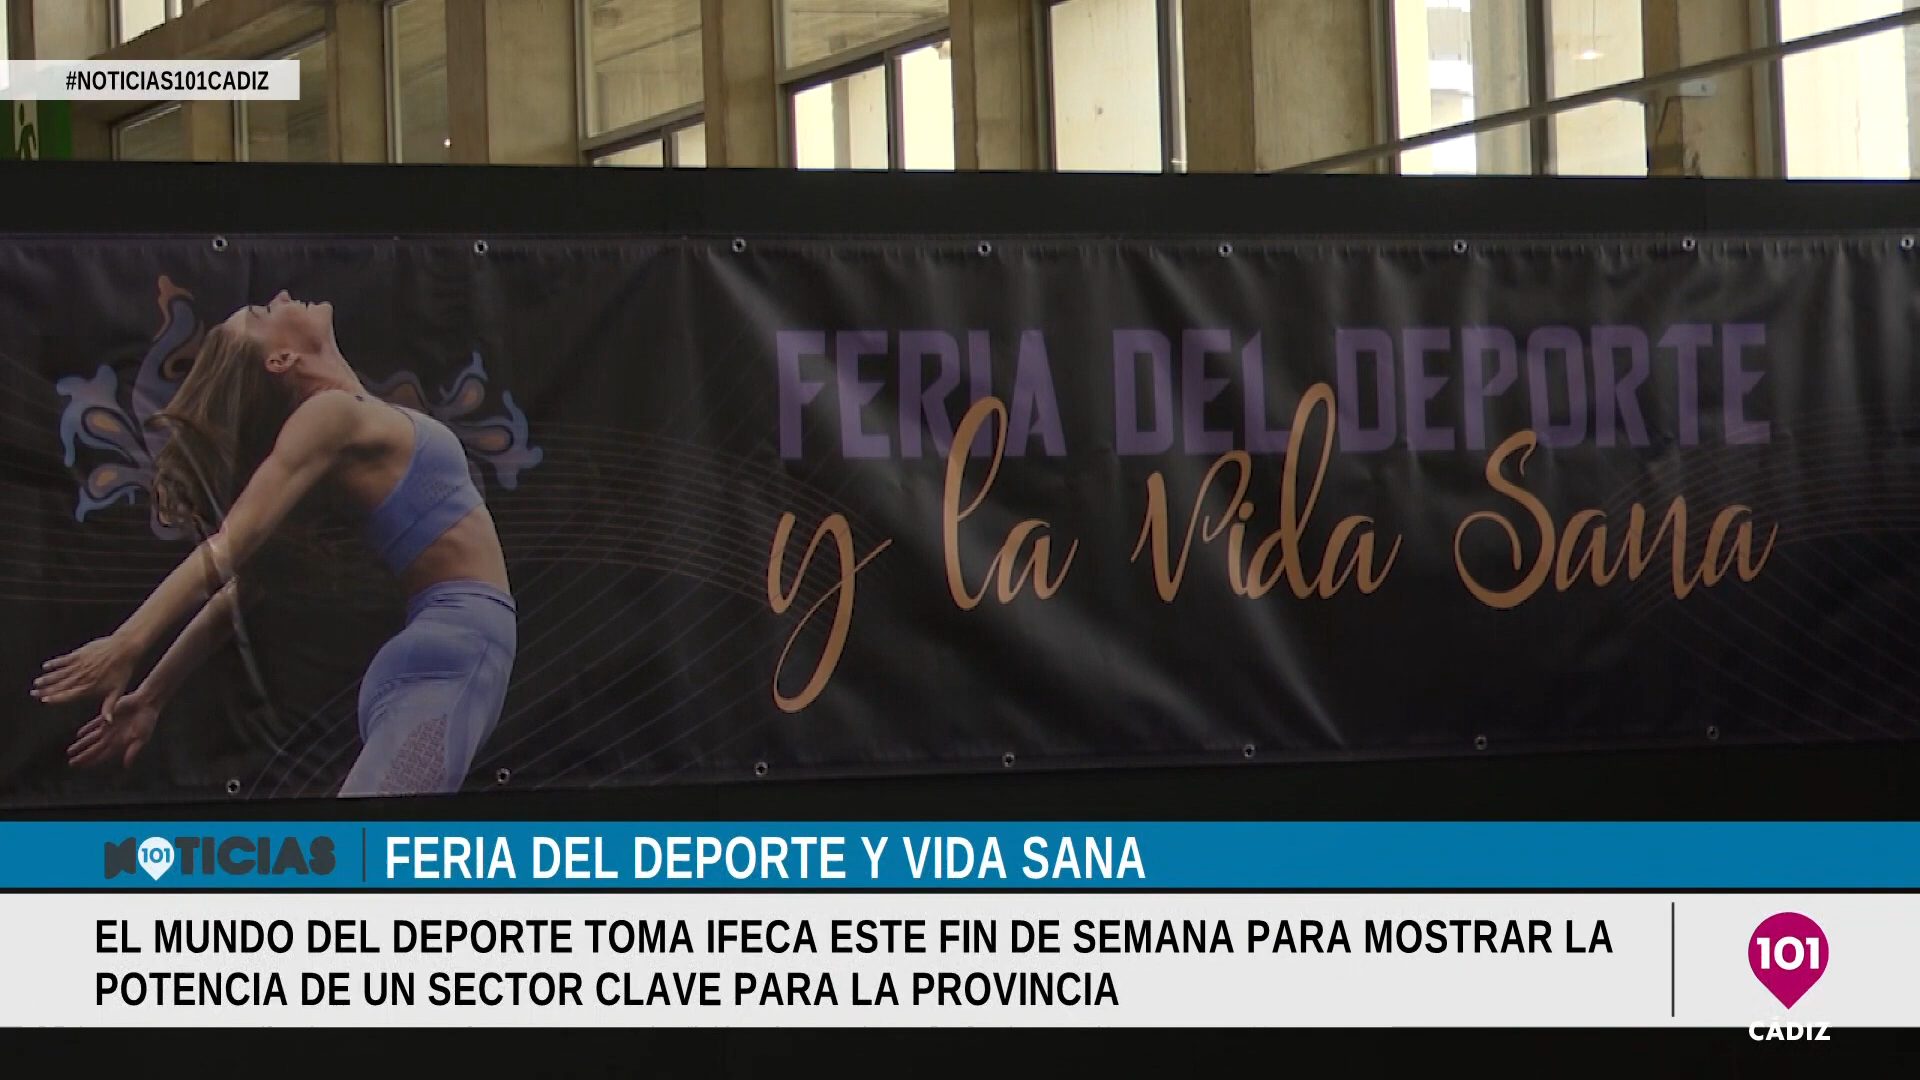 #NOTICIAS101CADIZ
FERIA DEL DEPORTE
y la Vida Sana
NOTICIAS
101
FERIA DEL DEPORTE Y VIDA SANA
EL MUNDO DEL DEPORTE TOMA IFECA ESTE FIN DE SEMANA PARA MOSTRAR LA
POTENCIA DE UN SECTOR CLAVE PARA LA PROVINCIA
101
CÁDIZ